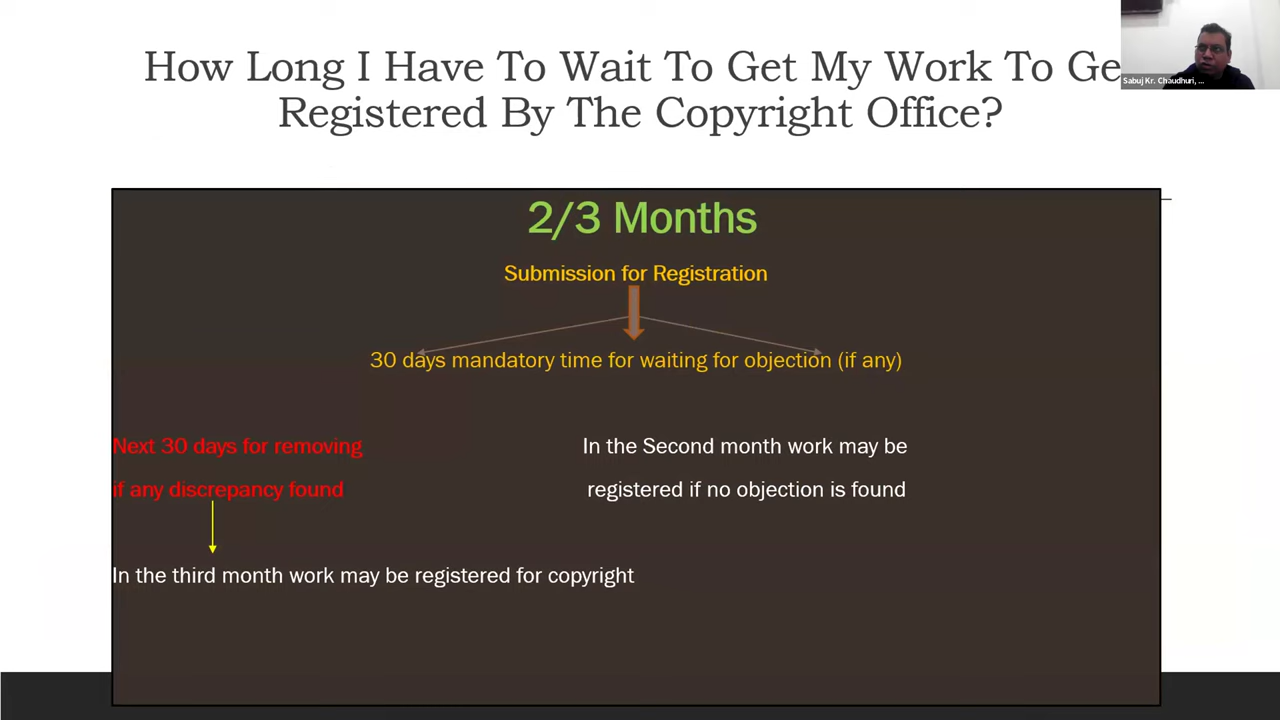 How Long I Have To Wait To Get My Work To Ge
Registered By The Copyright Office?
Sabuj Kr. Chaudhuri, ...
2/3 Months
Submission for Registration
30 days mandatory time for waiting for objection (if any)
Next 30 days for removing
if any discrepancy found
In the Second month work may be
registered if no objection is found
In the third month work may be registered for copyright